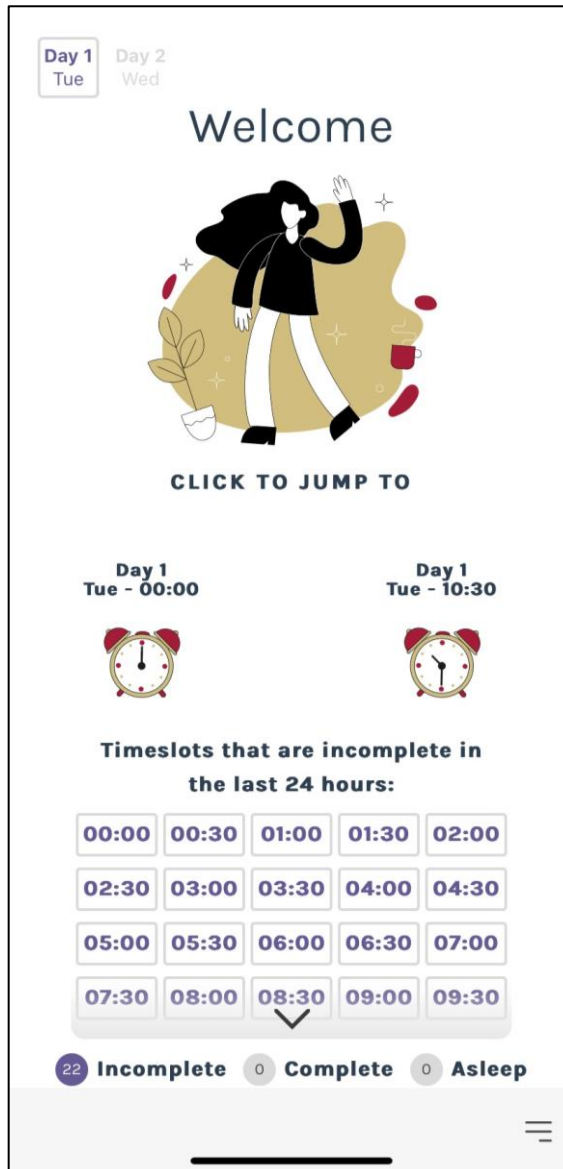 Day 1 Day 2
Tue Wed
Welcome
CLICK TO JUMP TO
Day 1 Day 1
Tue - 00:00 Tue - 10:30
Timeslots that are incomplete in
the last 24 hours:
00:00 00:30 01:00 01:30 02:00
02:30 03:00 03:30 04:00 04:30
05:00 05:30 06:00 06:30 07:00
07:30 08:00 08:30 09:00 09:30
22 Incomplete 0 Complete 0 Asleep